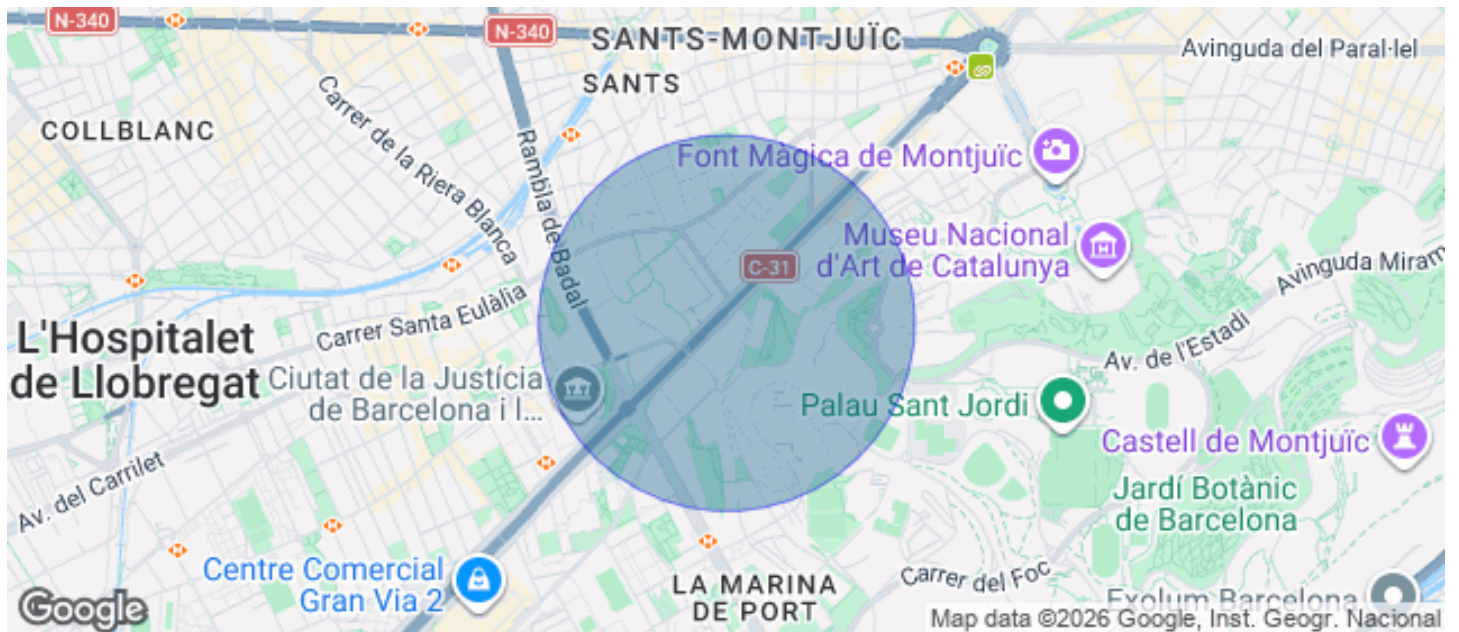 N-340
N-340
SANTS-MONTJUÏC
Avinguda del Paral·lel
SANTS
COLLBLANC
Carrer de la Riera Blanca
Rambla de Badal
Font Màgica de Montjuïc
Museu Nacional
d'Art de Catalunya
C-31
Avinguda Miram
Carrer Santa Eulàlia
L'Hospitalet
de Llobregat
Ciutat de la Justícia
de Barcelona i l...
Av. de l'Estadi
Palau Sant Jordi
Castell de Montjuïc
Av. del Carrilet
Jardí Botànic
de Barcelona
Centre Comercial
Gran Via 2
LA MARINA
DE PORT
Carrer del Foc
Exolum Barcelona
Google
Map data ©2026 Google, Inst. Geogr. Nacional